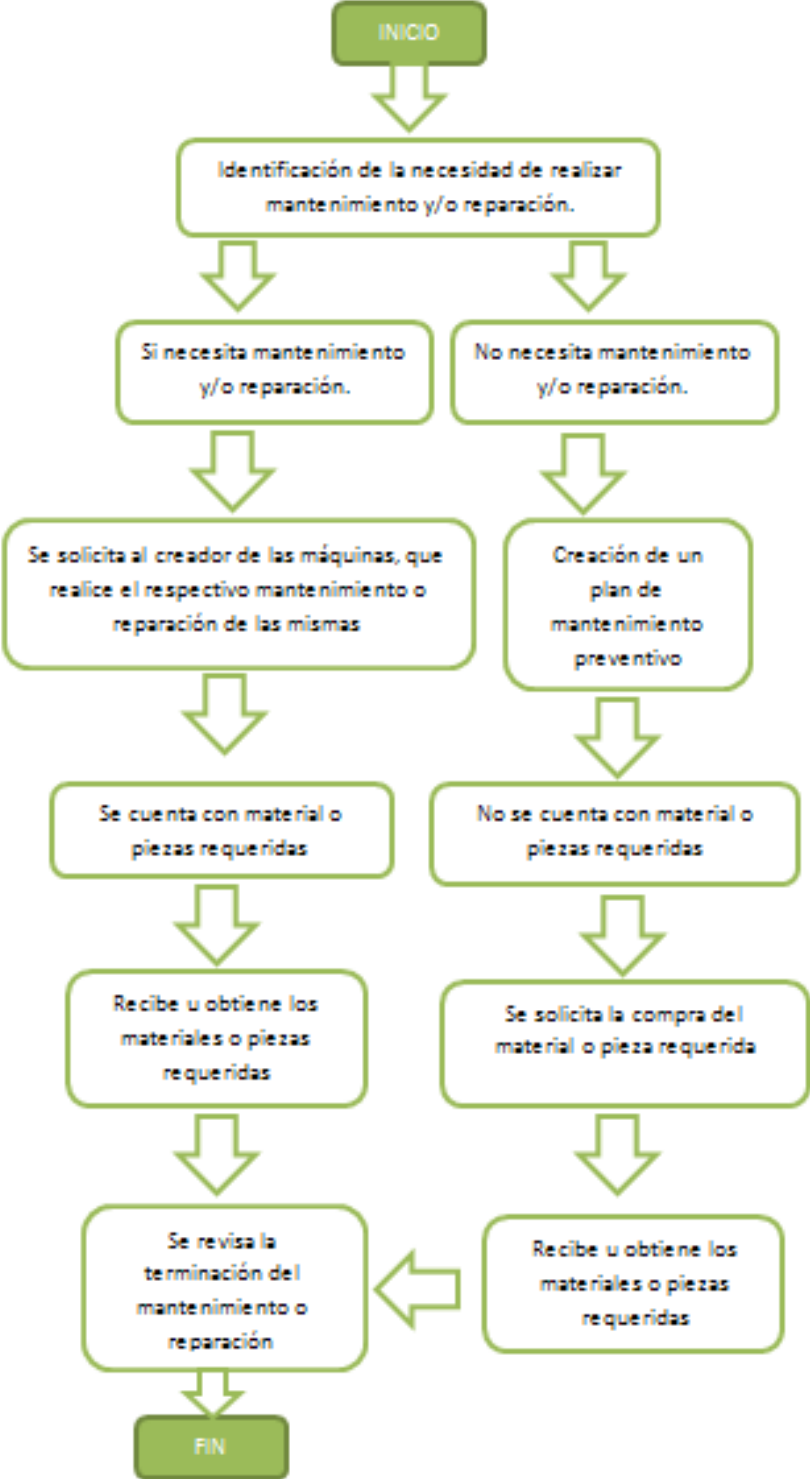 INICIO
Identificación de la necesidad de realizar
mantenimiento y/o reparación.
Si necesita mantenimiento
y/o reparación.
No necesita mantenimiento
y/o reparación.
Se solicita al creador de las máquinas, que
realice el respectivo mantenimiento o
reparación de las mismas
Creación de un
plan de
mantenimiento
preventivo
Se cuenta con material o
piezas requeridas
No se cuenta con material o
piezas requeridas
Recibe u obtiene los
materiales o piezas
requeridas
Se solicita la compra del
material o pieza requerida
Se revisa la
terminación del
mantenimiento o
reparación
Recibe u obtiene los
materiales o piezas
requeridas
FIN